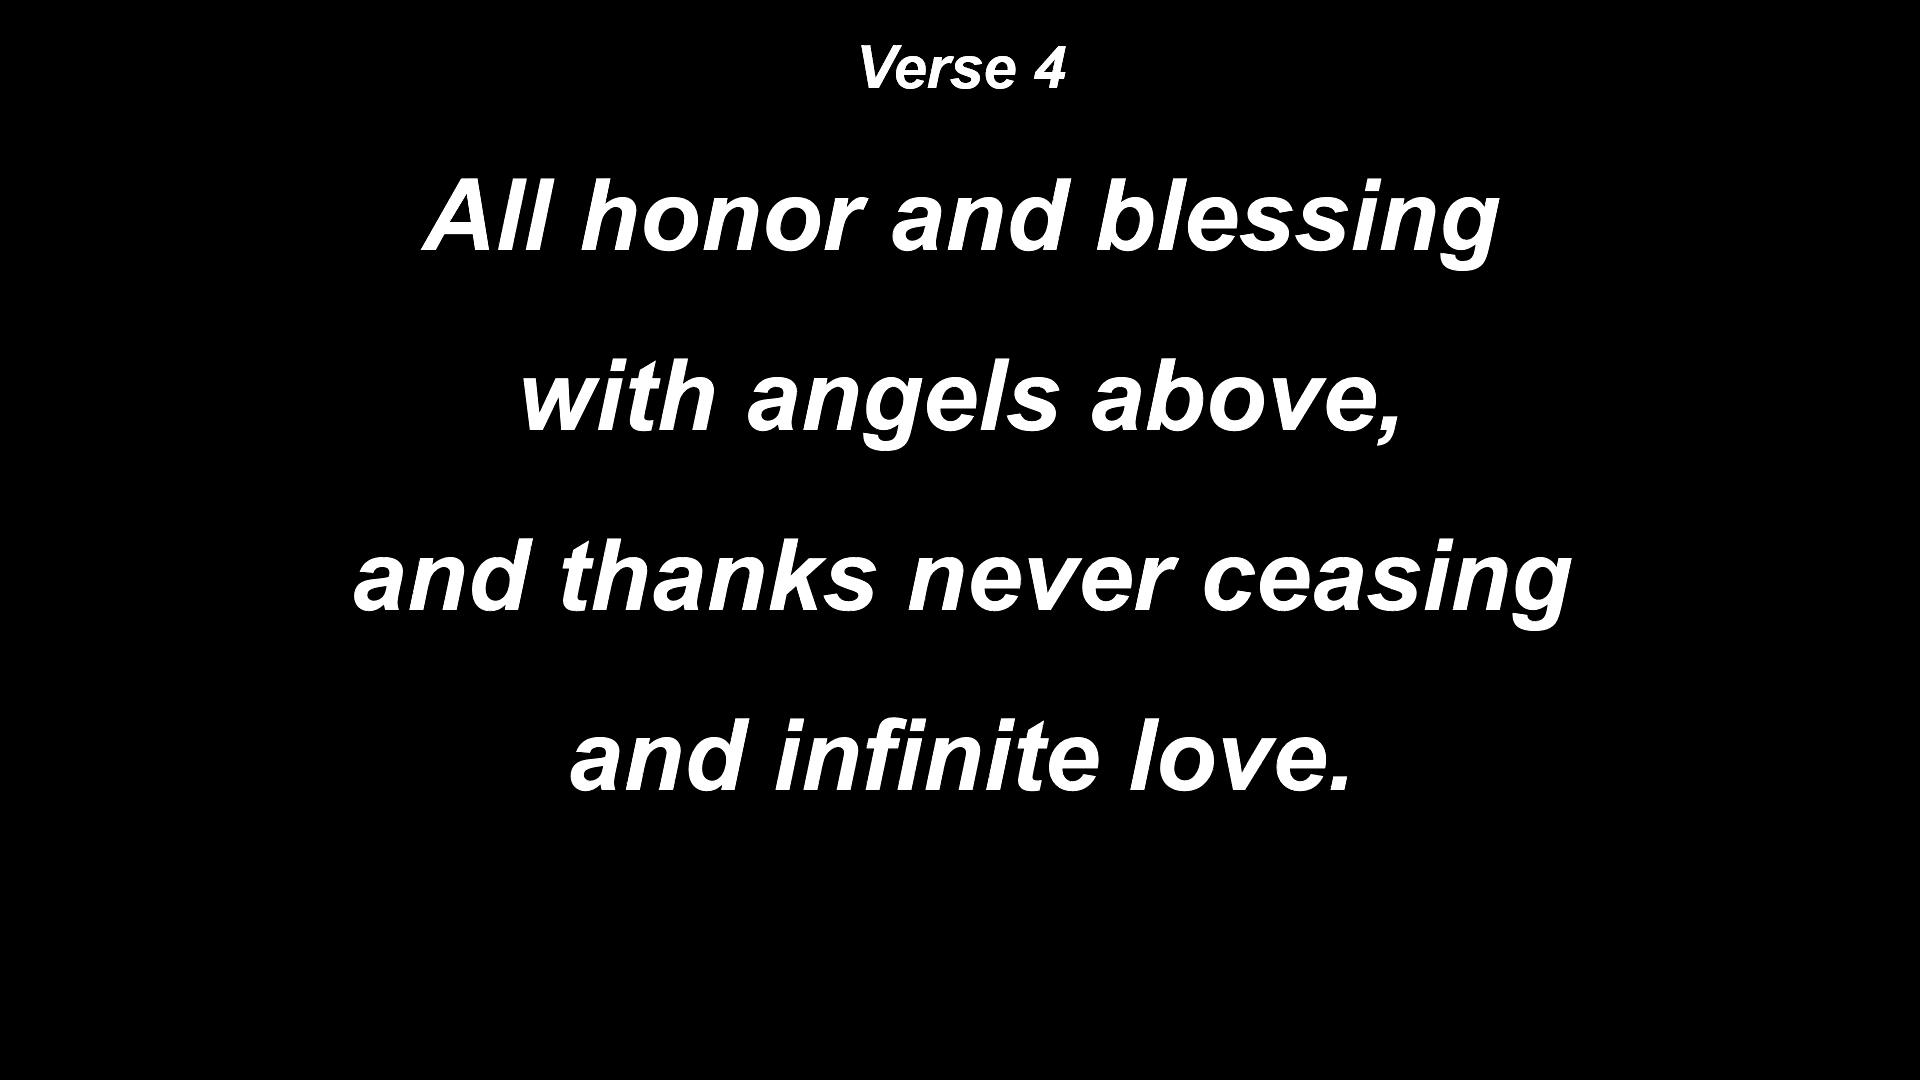 Verse 4
All honor and blessing
with angels above,
and thanks never ceasing
and infinite love.